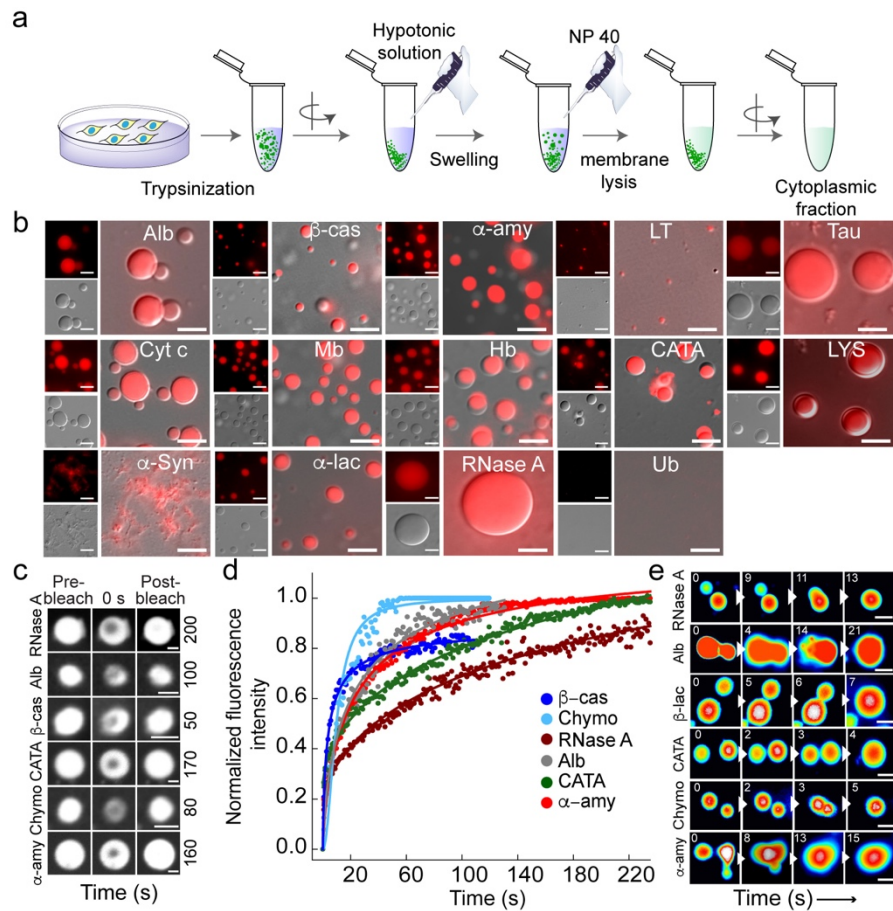 a
Hypotonic
solution
NP 40
Trypsinization
Swelling
membrane
lysis
Cytoplasmic
fraction
b
Alb
β-cas
α-amy
LT
Tau
Cyt c
Mb
Hb
CATA
LYS
α-Syn
α-lac
RNase A
Ub
c
Pre-
bleach
0 s
Post-
bleach
RNase A
200
Alb
100
β-cas
50
CATA
170
Chymo
80
α-amy
160
Time (s)
d
Normalized fluorescence
intensity
1.0
0.8
0.6
0.4
0.2
0.0
20
60
100
140
180
220
Time (s)
β–cas
Chymo
RNase A
Alb
CATA
α–amy
e
RNase A
0
9
11
13
Alb
0
4
14
21
β-lac
0
5
6
7
CATA
0
2
3
4
Chymo
0
2
3
5
α-amy
0
8
13
15
Time (s)